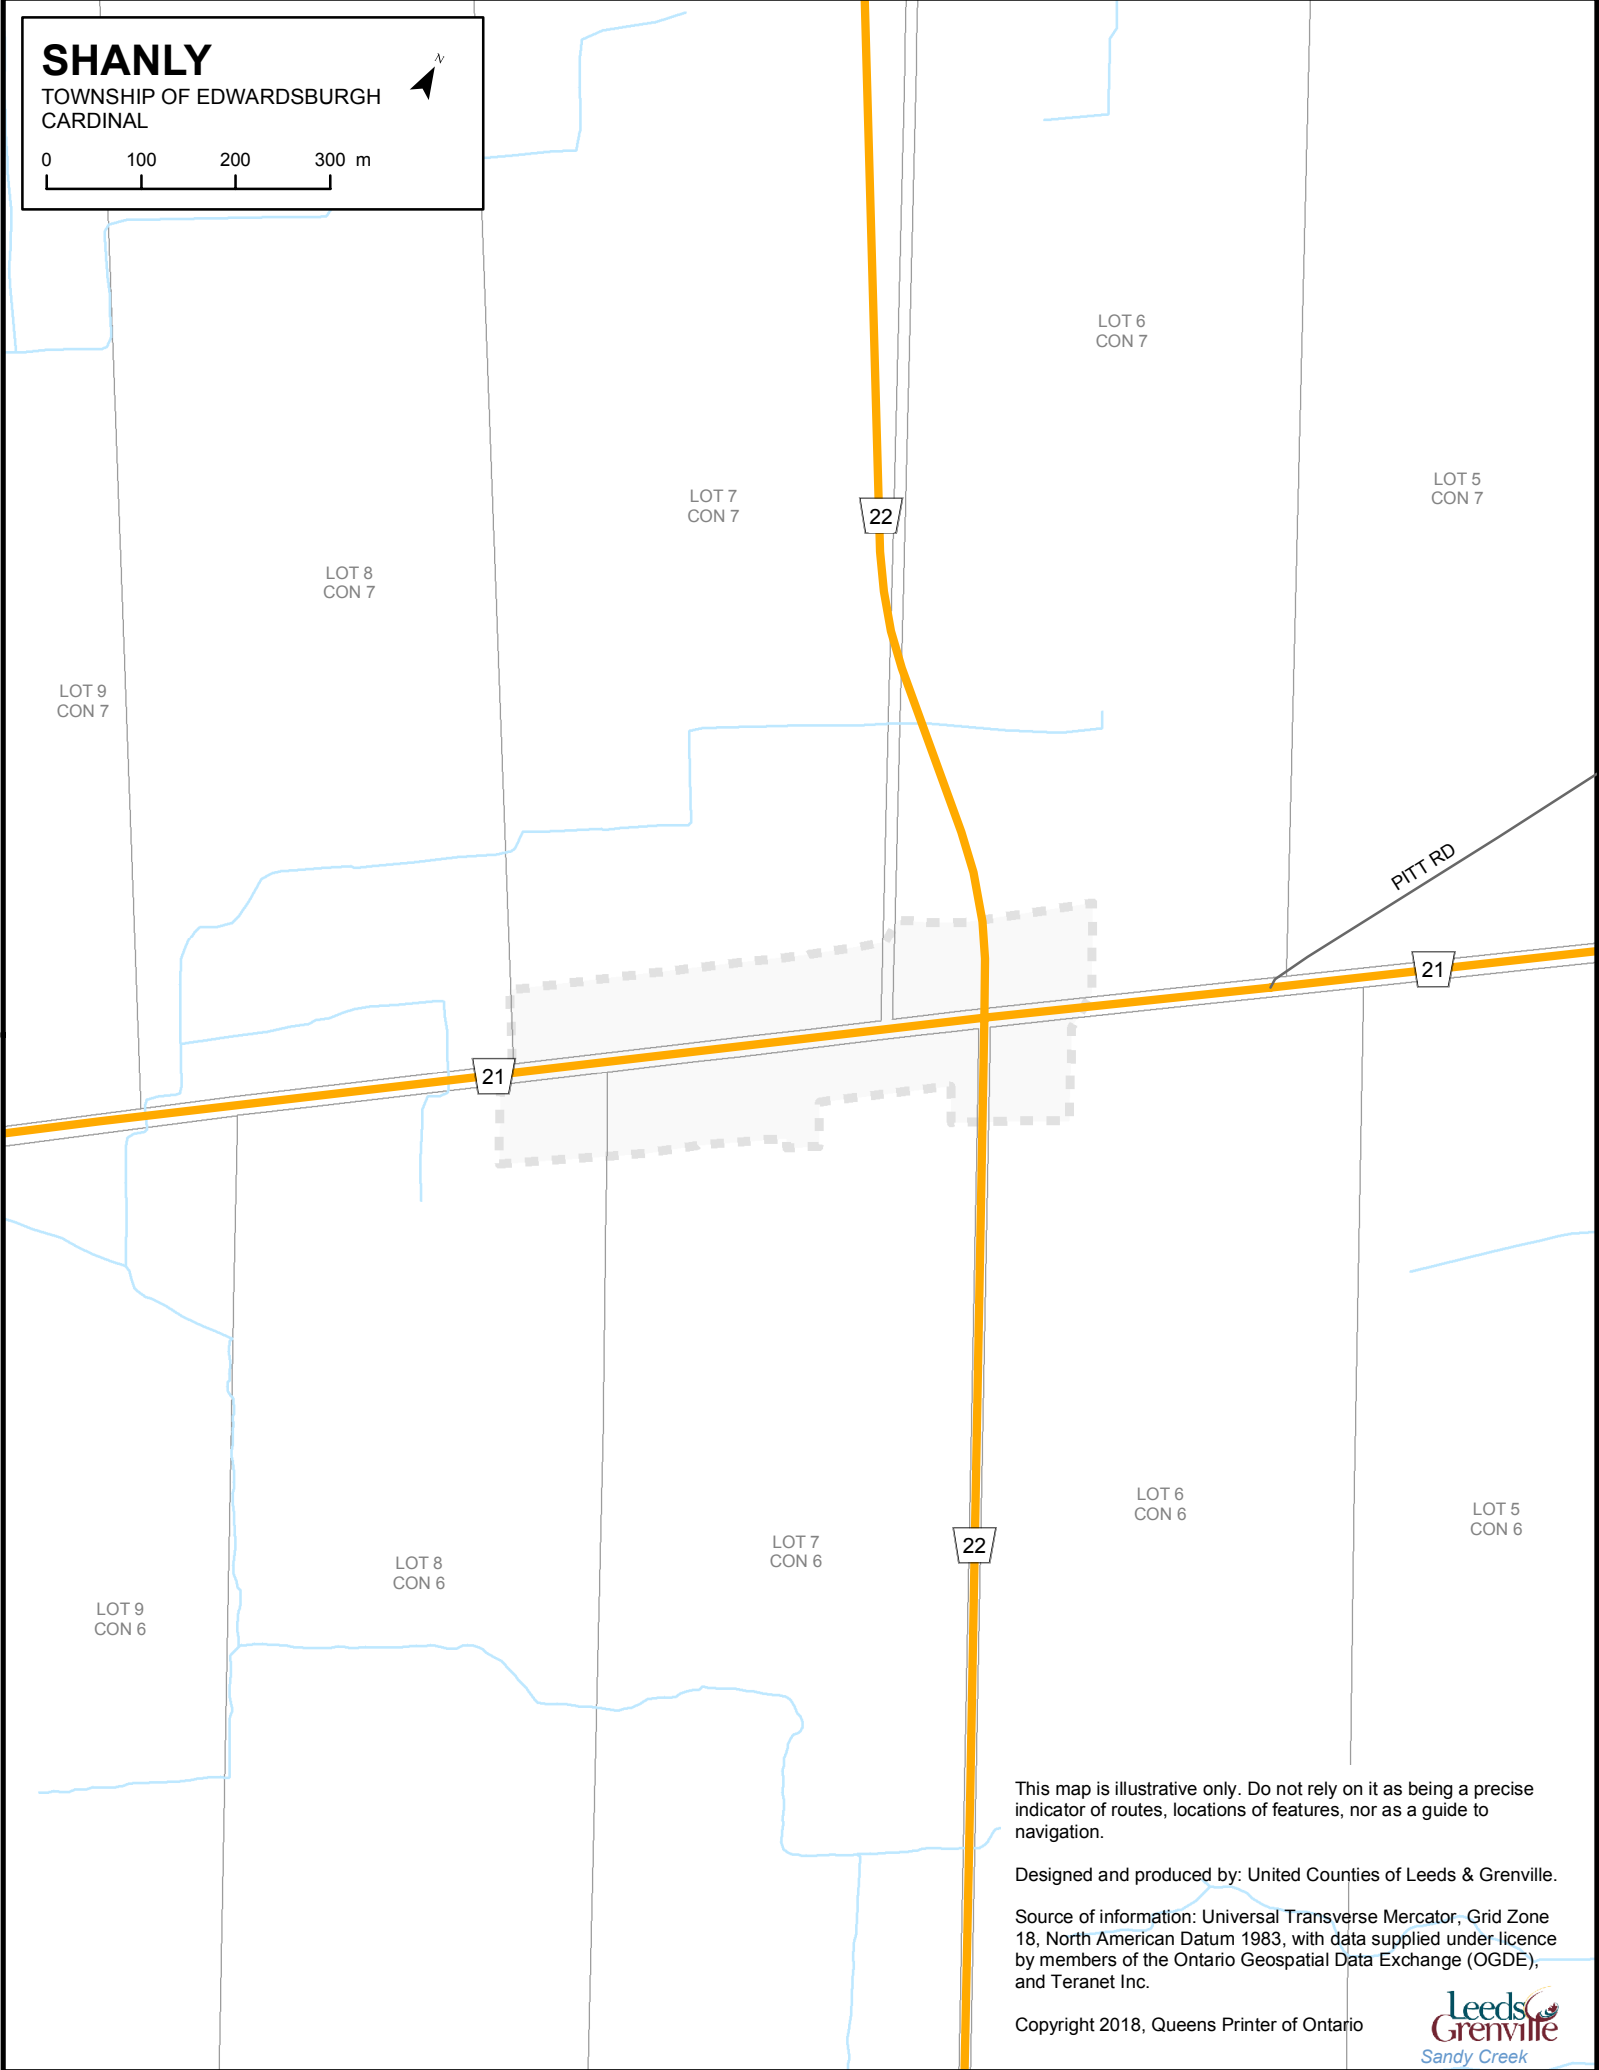 SHANLY
N
TOWNSHIP OF EDWARDSBURGH
CARDINAL
0 100 200 300 m
LOT 6
CON 7
LOT 5
CON 7
LOT 7
CON 7
22
LOT 8
CON 7
LOT 9
CON 7
PITT RD
21
21
LOT 6
CON 6
LOT 5
CON 6
LOT 7
CON 6
22
LOT 8
CON 6
LOT 9
CON 6
This map is illustrative only. Do not rely on it as being a precise
indicator of routes, locations of features, nor as a guide to
navigation.
Designed and produced by: United Counties of Leeds & Grenville.
Source of information: Universal Transverse Mercator, Grid Zone
18, North American Datum 1983, with data supplied under licence
by members of the Ontario Geospatial Data Exchange (OGDE),
and Teranet Inc.
Copyright 2018, Queens Printer of Ontario
Leeds
Grenville
Sandy Creek